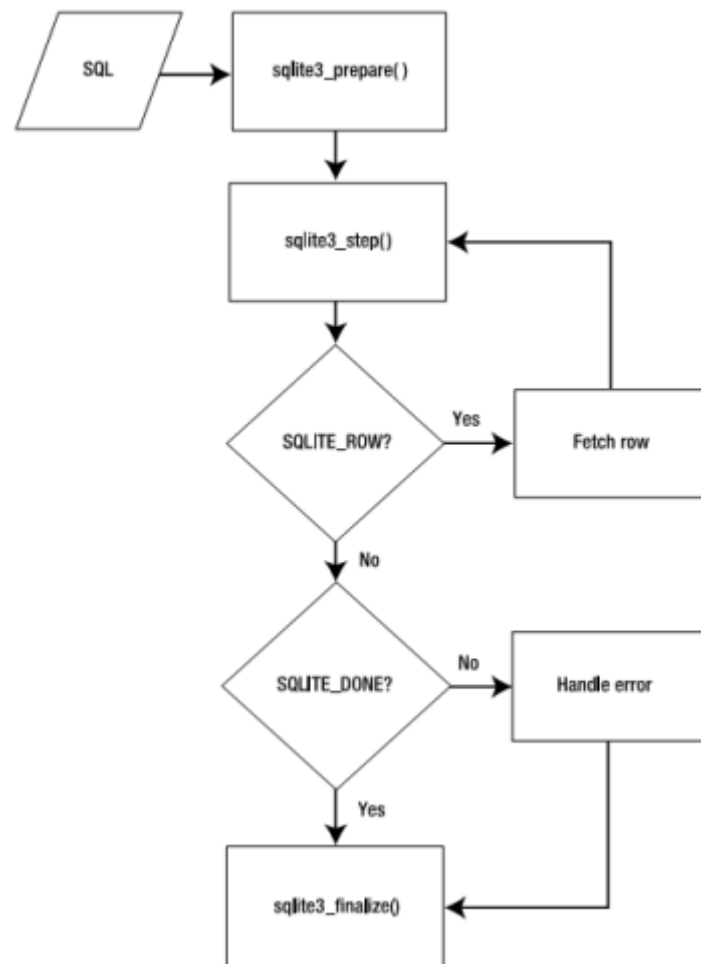 SQL
sqlite3_prepare( )
sqlite3_step()
SQLITE_ROW?
Yes
Fetch row
No
SQLITE_DONE?
No
Handle error
Yes
sqlite3_finalize()